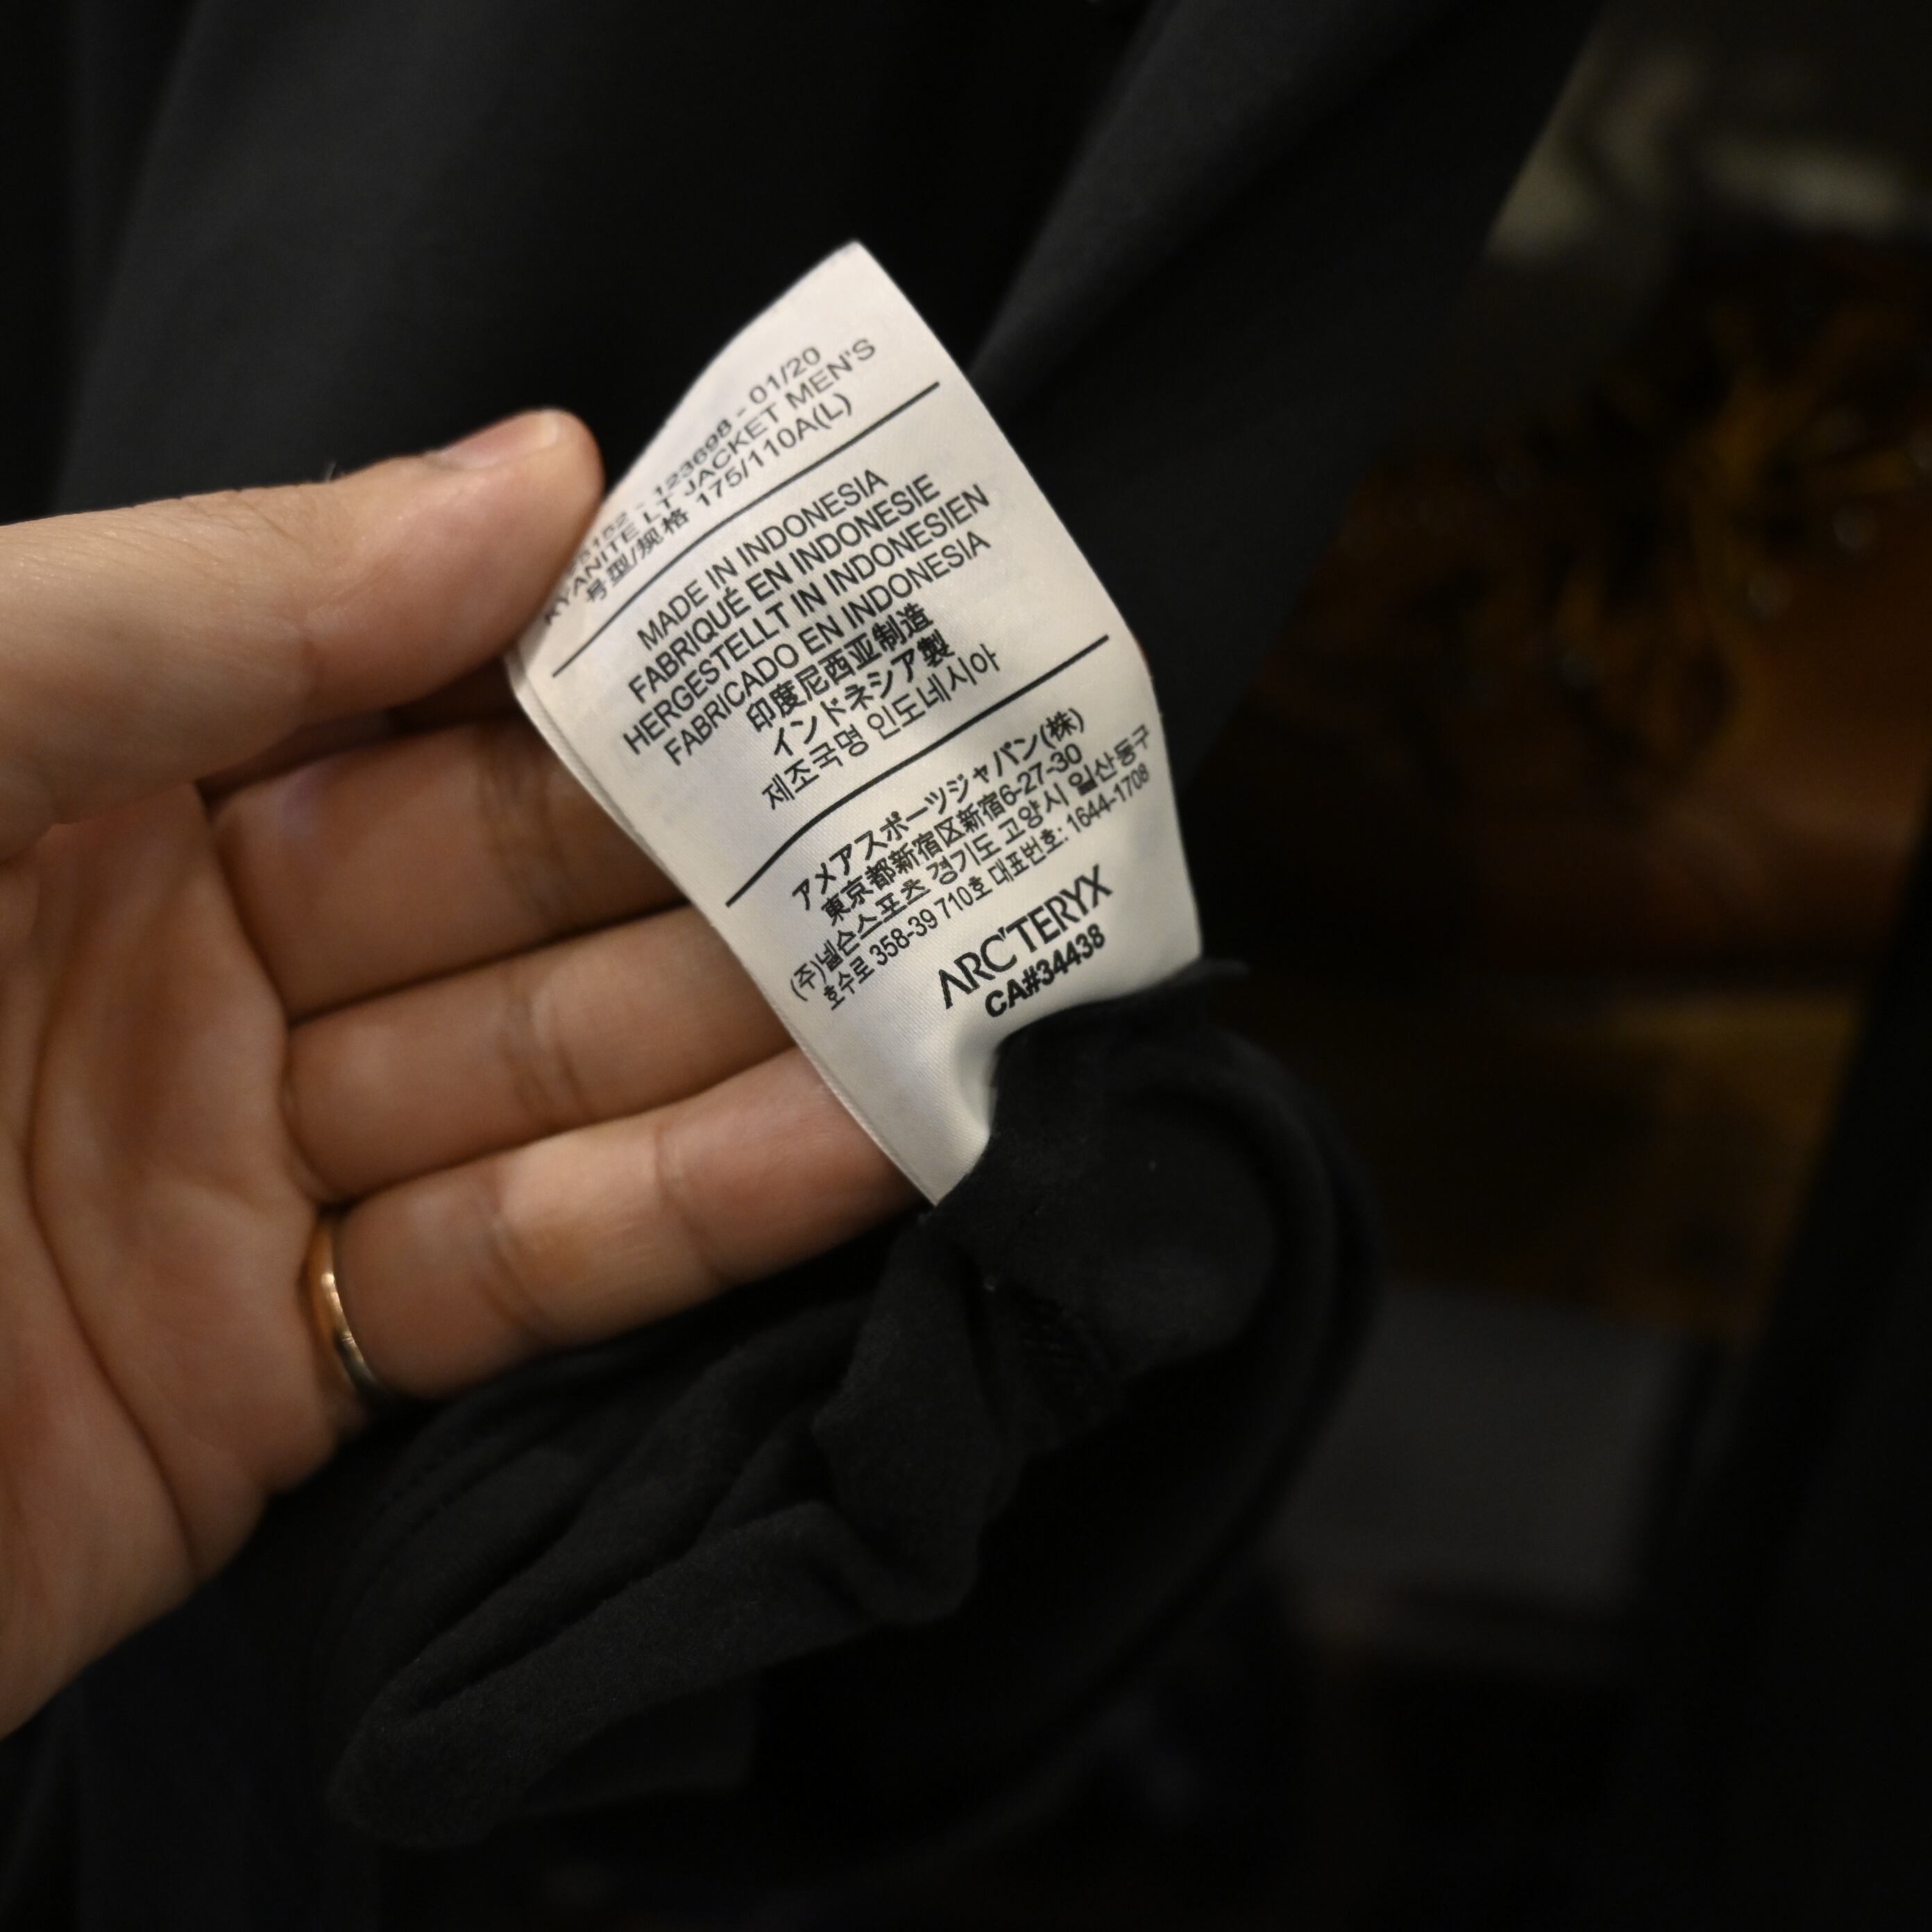 - 123698 - 01/20
KYANITE LT JACKET MEN'S
号型/规格 175/110A(L)
MADE IN INDONESIA
FABRIQUÉ EN INDONESIE
HERGESTELLT IN INDONESIEN
FABRICADO EN INDONESIA
印度尼西亚制造
インドネシア製
제조국명 인도네시아
アメアスポーツジャパン(株)
東京都新宿区新宿6-27-30
(주)넬슨스포츠 경기도 고양시 일산동구
호수로 358-39 710호 대표번호: 1644-1708
ARC'TERYX
CA#34438